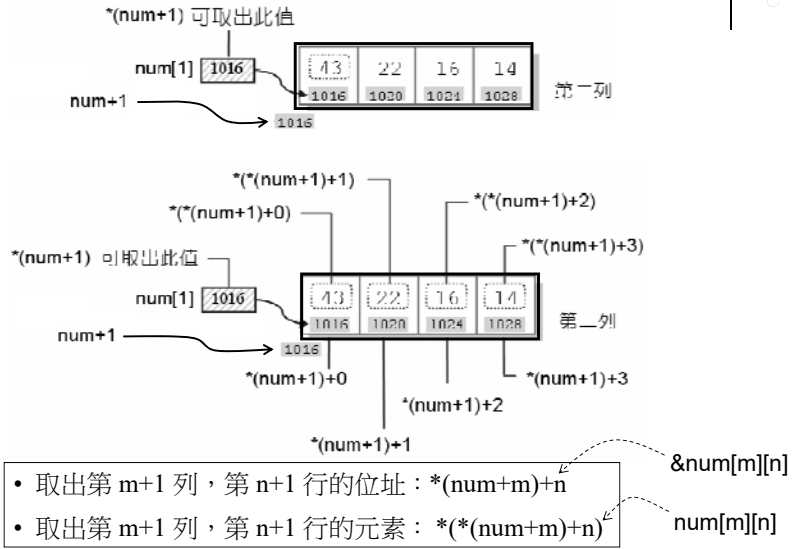 *(num+1) 可取出此值
num[1] 1016
43 22 16 14
1016 1020 1024 1028
第二列
num+1
1016
*(*(num+1)+1)
*(*(num+1)+0)
*(*(num+1)+2)
*(num+1) 可取出此值
*(*(num+1)+3)
num[1] 1016
43 22 16 14
1016 1020 1024 1028
第二列
num+1
1016
*(num+1)+0
*(num+1)+3
*(num+1)+2
*(num+1)+1
&num[m][n]
• 取出第 m+1 列，第 n+1 行的位址：*(num+m)+n
• 取出第 m+1 列，第 n+1 行的元素： *(*(num+m)+n)
num[m][n]